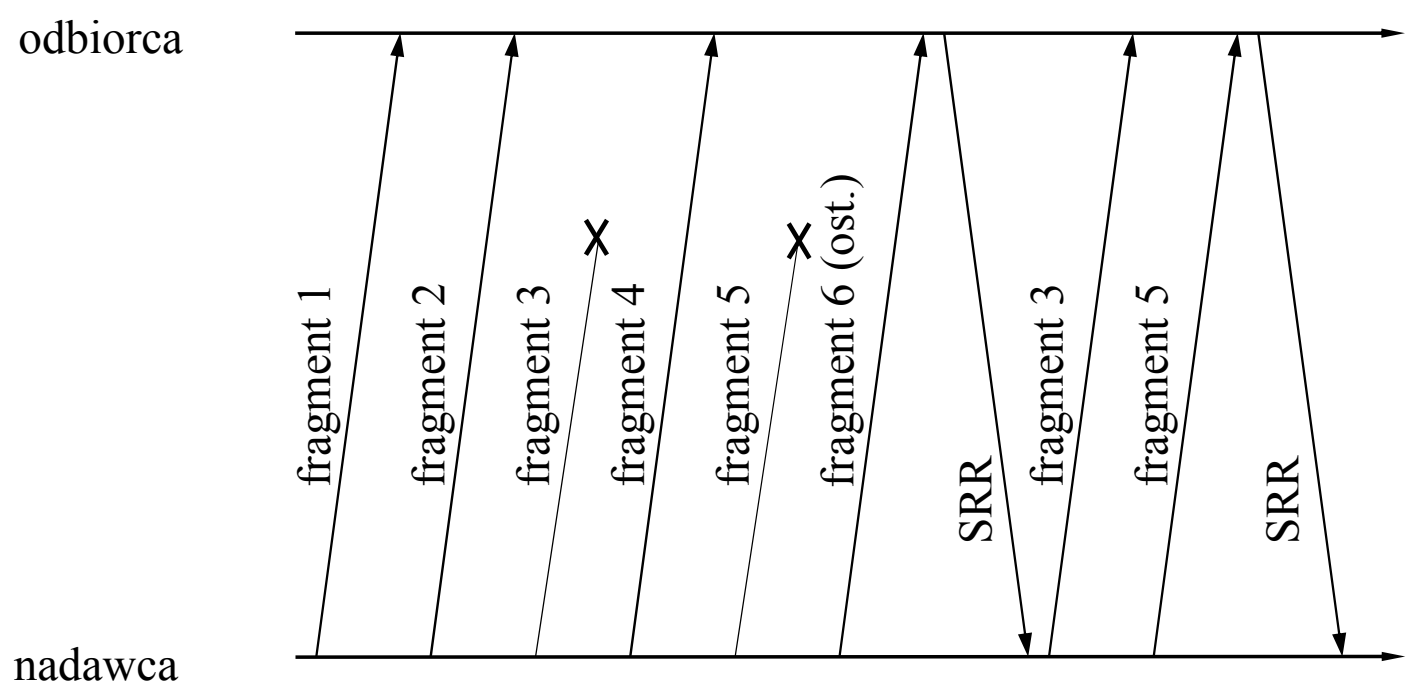 odbiorca
fragment 1
fragment 2
fragment 3
fragment 4
fragment 5
fragment 6 (ost.)
SRR
fragment 3
fragment 5
SRR
nadawca